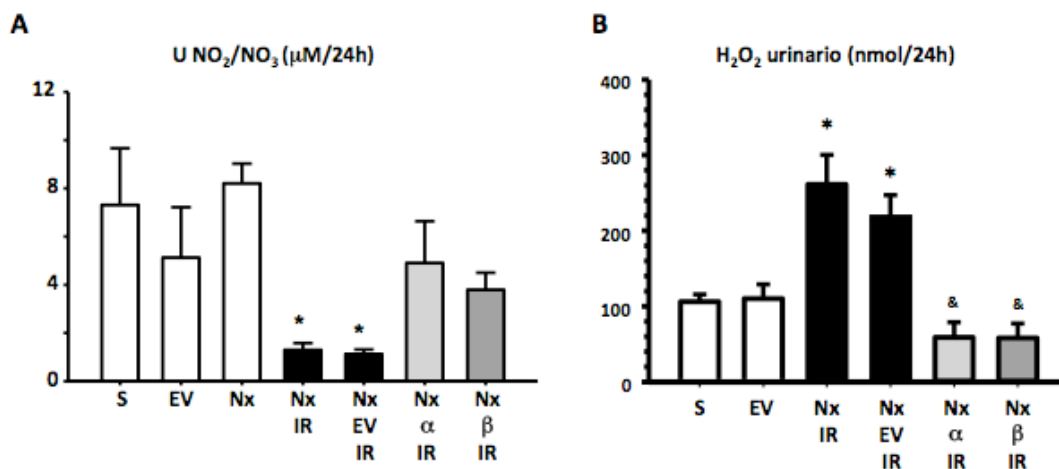 A
U NO₂/NO₃ (μM/24h)
12
8
4
0
S EV Nx Nx Nx Nx Nx
IR EV α β
IR IR IR
* *
B
H₂O₂ urinario (nmol/24h)
400
300
200
100
0
* *
& &
S EV Nx Nx Nx Nx
IR EV α β
IR IR IR